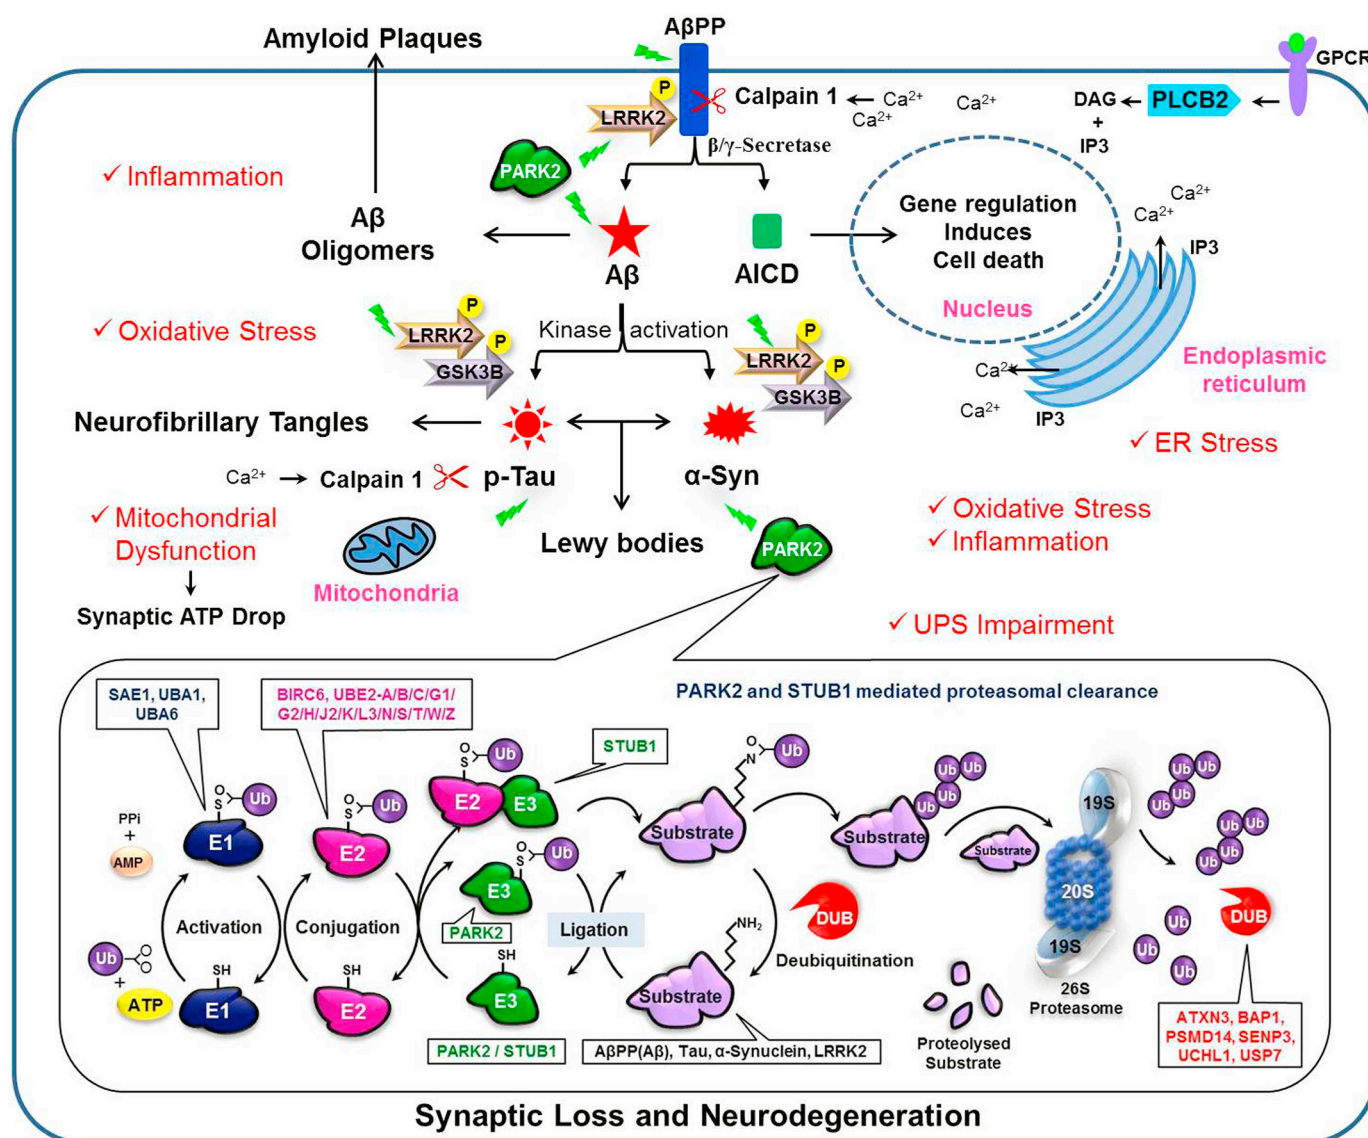 Amyloid Plaques
AβPP
GPCR
P
LRRK2
Calpain 1
Ca²⁺
Ca²⁺
Ca²⁺
DAG
+
IP3
PLCB2
β/γ-Secretase
PARK2
✓ Inflammation
Aβ
Oligomers
Aβ
AICD
Gene regulation
Induces
Cell death
Nucleus
Ca²⁺
Ca²⁺
IP3
Endoplasmic
reticulum
Ca²⁺
Ca²⁺
IP3
✓ ER Stress
✓ Oxidative Stress
P
LRRK2
P
GSK3B
Kinase activation
P
LRRK2
P
GSK3B
Neurofibrillary Tangles
Ca²⁺
Calpain 1
p-Tau
α-Syn
✓ Mitochondrial
Dysfunction
Synaptic ATP Drop
Mitochondria
Lewy bodies
PARK2
✓ Oxidative Stress
✓ Inflammation
✓ UPS Impairment
PARK2 and STUB1 mediated proteasomal clearance
SAE1, UBA1,
UBA6
BIRC6, UBE2-A/B/C/G1/
G2/H/J2/K/L3/N/S/T/W/Z
STUB1
O
S
Ub
E1
PPi
+
AMP
Activation
Ub
O
O
+
ATP
SH
E1
O
S
Ub
E2
Conjugation
SH
E2
O
S
Ub
E2
E3
O
S
Ub
E3
PARK2
SH
E3
PARK2 / STUB1
Ligation
O
N
Ub
Substrate
DUB
Deubiquitination
NH₂
Substrate
AβPP(Aβ), Tau, α-Synuclein, LRRK2
Ub
Ub
Ub
Ub
Substrate
Substrate
19S
20S
19S
26S
Proteasome
Proteolysed
Substrate
Ub
Ub
Ub
Ub
Ub
Ub
Ub
Ub
Ub
Ub
Ub
DUB
ATXN3, BAP1,
PSMD14, SENP3,
UCHL1, USP7
Synaptic Loss and Neurodegeneration